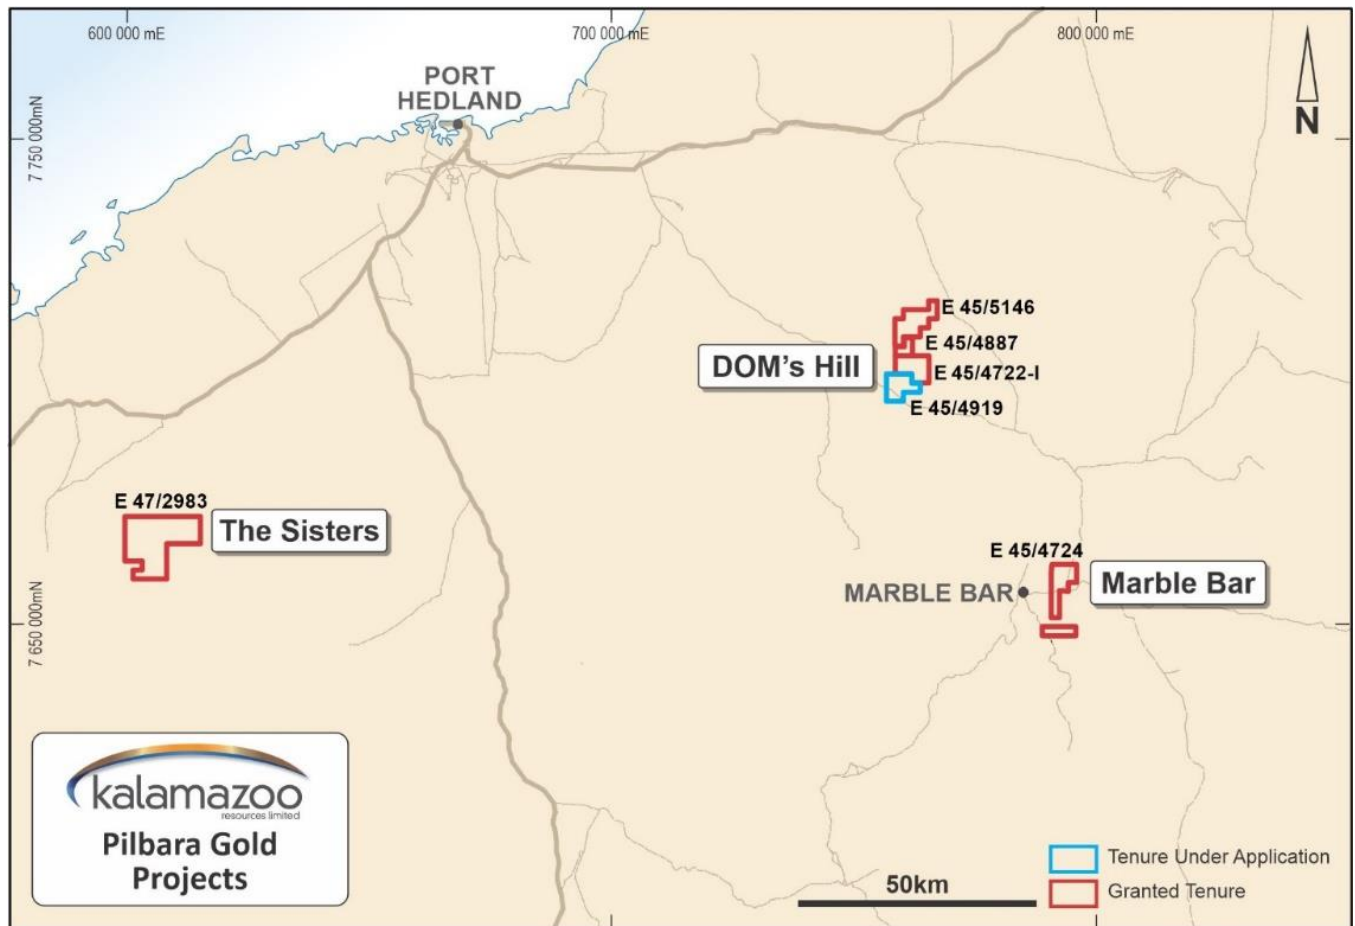 600 000 mE
700 000 mE
800 000 mE
PORT
HEDLAND
N
7 750 000mN
E 45/5146
E 45/4887
DOM's Hill
E 45/4722-I
E 45/4919
E 47/2983
The Sisters
E 45/4724
MARBLE BAR
Marble Bar
7 650 000mN
kalamazoo
resources limited
Pilbara Gold
Projects
50km
Tenure Under Application
Granted Tenure